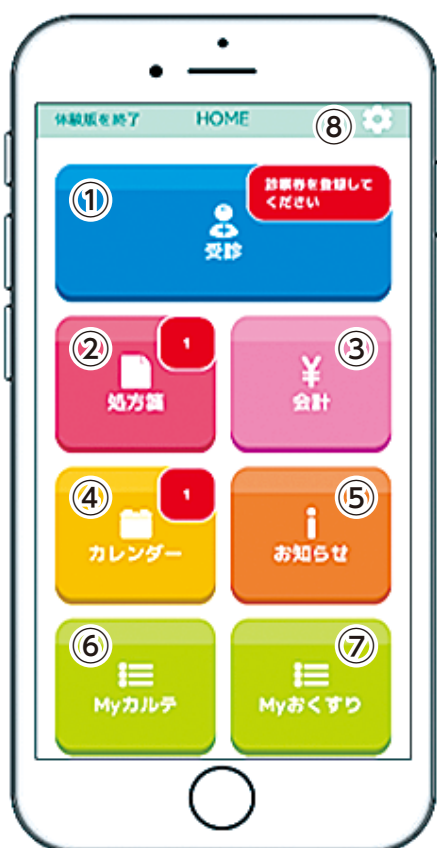 体験版を終了 HOME ⑧
① 診察券を登録して
ください
受診
② 1 ③
処方箋 ¥ 会計
④ 1 ⑤
カレンダー お知らせ
⑥ ⑦
Myカルテ Myおくすり